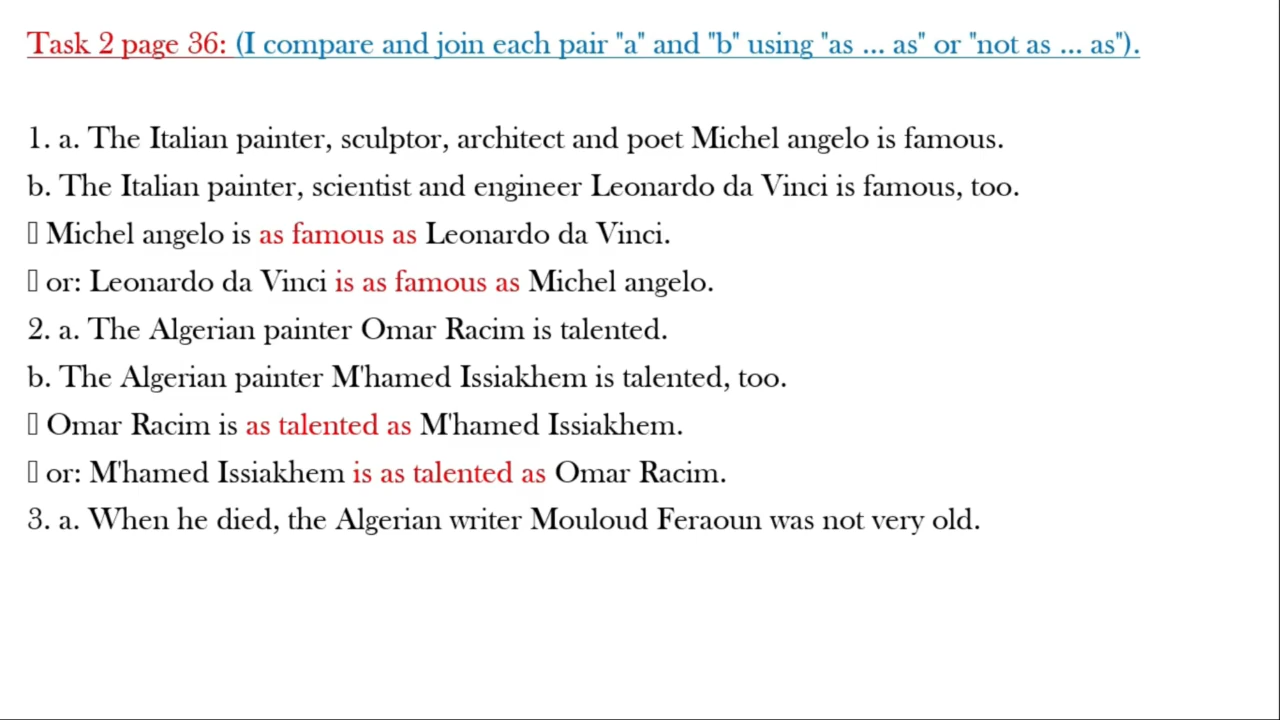 Task 2 page 36: (I compare and join each pair "a" and "b" using "as ... as" or "not as ... as").
1. a. The Italian painter, sculptor, architect and poet Michel angelo is famous.
b. The Italian painter, scientist and engineer Leonardo da Vinci is famous, too.
▯ Michel angelo is as famous as Leonardo da Vinci.
▯ or: Leonardo da Vinci is as famous as Michel angelo.
2. a. The Algerian painter Omar Racim is talented.
b. The Algerian painter M'hamed Issiakhem is talented, too.
▯ Omar Racim is as talented as M'hamed Issiakhem.
▯ or: M'hamed Issiakhem is as talented as Omar Racim.
3. a. When he died, the Algerian writer Mouloud Feraoun was not very old.